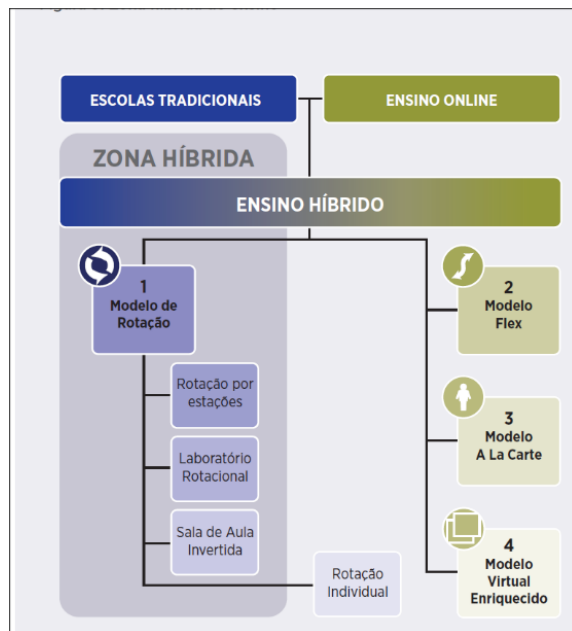 ESCOLAS TRADICIONAIS
ENSINO ONLINE
ZONA HÍBRIDA
ENSINO HÍBRIDO
1
Modelo de
Rotação
2
Modelo
Flex
Rotação por
estações
3
Modelo
A La Carte
Laboratório
Rotacional
Sala de Aula
Invertida
4
Modelo
Virtual
Enriquecido
Rotação
Individual